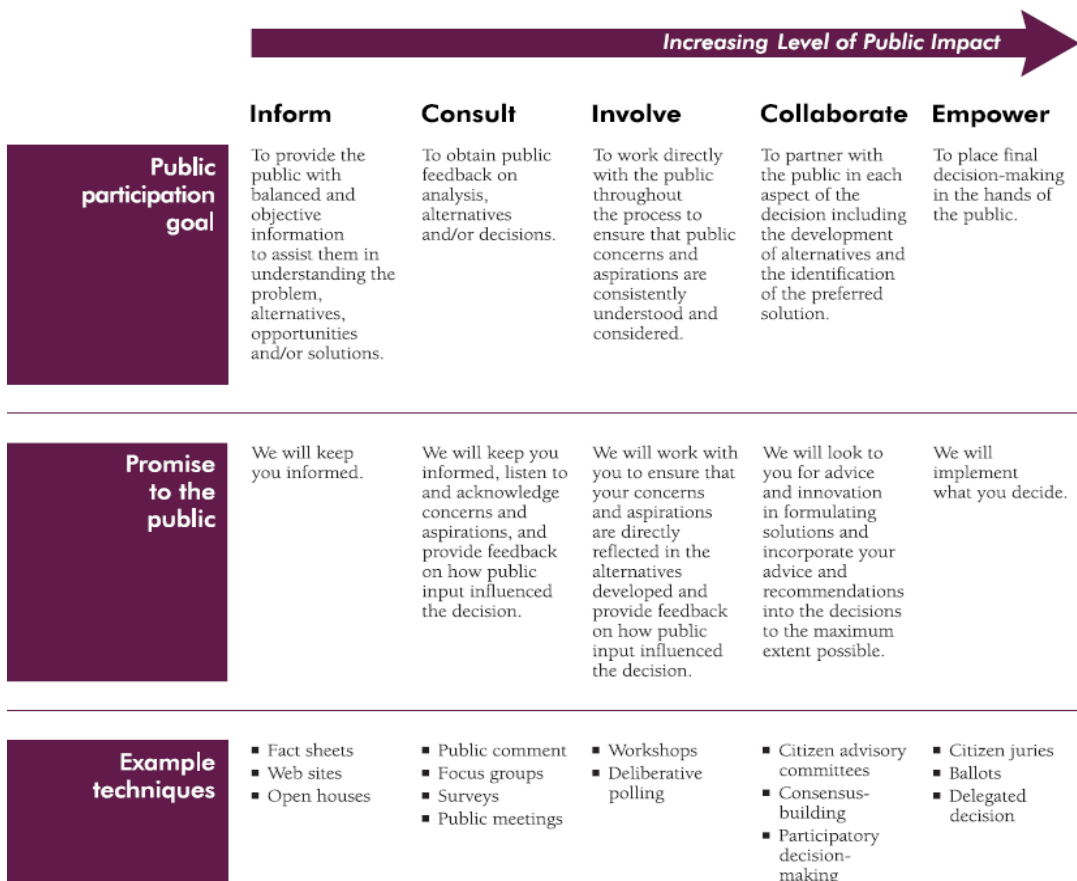 Increasing Level of Public Impact
Inform
Consult
Involve
Collaborate
Empower
Public
participation
goal
To provide the
public with
balanced and
objective
information
to assist them in
understanding the
problem,
alternatives,
opportunities
and/or solutions.
To obtain public
feedback on
analysis,
alternatives
and/or decisions.
To work directly
with the public
throughout
the process to
ensure that public
concerns and
aspirations are
consistently
understood and
considered.
To partner with
the public in each
aspect of the
decision including
the development
of alternatives and
the identification
of the preferred
solution.
To place final
decision-making
in the hands of
the public.
Promise
to the
public
We will keep
you informed.
We will keep you
informed, listen to
and acknowledge
concerns and
aspirations, and
provide feedback
on how public
input influenced
the decision.
We will work with
you to ensure that
your concerns
and aspirations
are directly
reflected in the
alternatives
developed and
provide feedback
on how public
input influenced
the decision.
We will look to
you for advice
and innovation
in formulating
solutions and
incorporate your
advice and
recommendations
into the decisions
to the maximum
extent possible.
We will
implement
what you decide.
Example
techniques
▪ Fact sheets
▪ Web sites
▪ Open houses
▪ Public comment
▪ Focus groups
▪ Surveys
▪ Public meetings
▪ Workshops
▪ Deliberative
polling
▪ Citizen advisory
committees
▪ Consensus-
building
▪ Participatory
decision-
making
▪ Citizen juries
▪ Ballots
▪ Delegated
decision